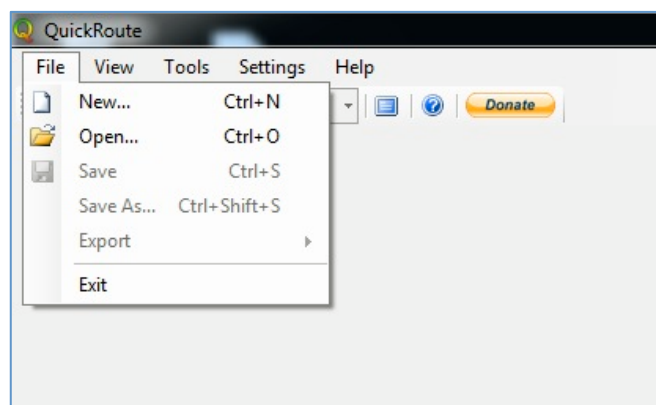 QuickRoute
File View Tools Settings Help
Donate
New... Ctrl+N
Open... Ctrl+O
Save Ctrl+S
Save As... Ctrl+Shift+S
Export
Exit